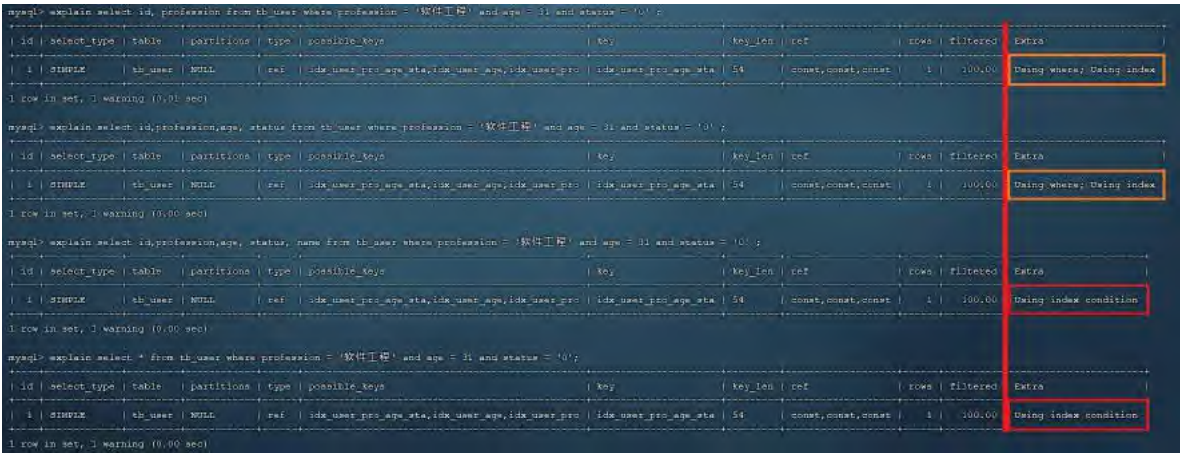 mysql> explain select id, profession from tb_user where profession = '软件工程' and age = 31 and status = '0' ;
| id | select_type | table | partitions | type | possible_keys | key | key_len | ref | rows | filtered | Extra |
| 1 | SIMPLE | tb_user | NULL | ref | idx_user_pro_age_sta,idx_user_age,idx_user_pro | idx_user_pro_age_sta | 54 | const,const,const | 1 | 100.00 | Using where; Using index
1 row in set, 1 warning (0.01 sec)
mysql> explain select id,profession,age, status from tb_user where profession = '软件工程' and age = 31 and status = '0' ;
| id | select_type | table | partitions | type | possible_keys | key | key_len | ref | rows | filtered | Extra |
| 1 | SIMPLE | tb_user | NULL | ref | idx_user_pro_age_sta,idx_user_age,idx_user_pro | idx_user_pro_age_sta | 54 | const,const,const | 1 | 100.00 | Using where; Using index
1 row in set, 1 warning (0.00 sec)
mysql> explain select id,profession,age, status, name from tb_user where profession = '软件工程' and age = 31 and status = '0' ;
| id | select_type | table | partitions | type | possible_keys | key | key_len | ref | rows | filtered | Extra |
| 1 | SIMPLE | tb_user | NULL | ref | idx_user_pro_age_sta,idx_user_age,idx_user_pro | idx_user_pro_age_sta | 54 | const,const,const | 1 | 100.00 | Using index condition
1 row in set, 1 warning (0.00 sec)
mysql> explain select * from tb_user where profession = '软件工程' and age = 31 and status = '0';
| id | select_type | table | partitions | type | possible_keys | key | key_len | ref | rows | filtered | Extra |
| 1 | SIMPLE | tb_user | NULL | ref | idx_user_pro_age_sta,idx_user_age,idx_user_pro | idx_user_pro_age_sta | 54 | const,const,const | 1 | 100.00 | Using index condition
1 row in set, 1 warning (0.00 sec)